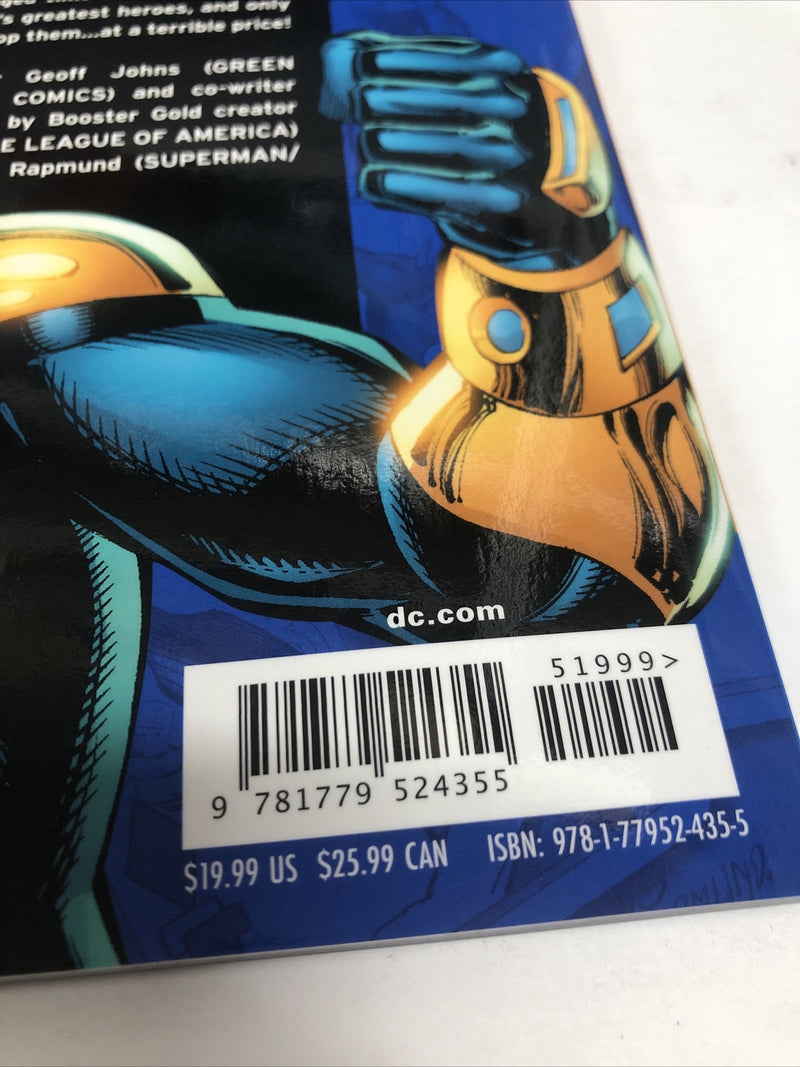 's greatest heroes, and only
op them...at a terrible price!
Geoff Johns (GREEN
COMICS) and co-writer
by Booster Gold creator
E LEAGUE OF AMERICA)
Rapmund (SUPERMAN/
dc.com
51999>
9 781779 524355
$19.99 US $25.99 CAN ISBN: 978-1-77952-435-5